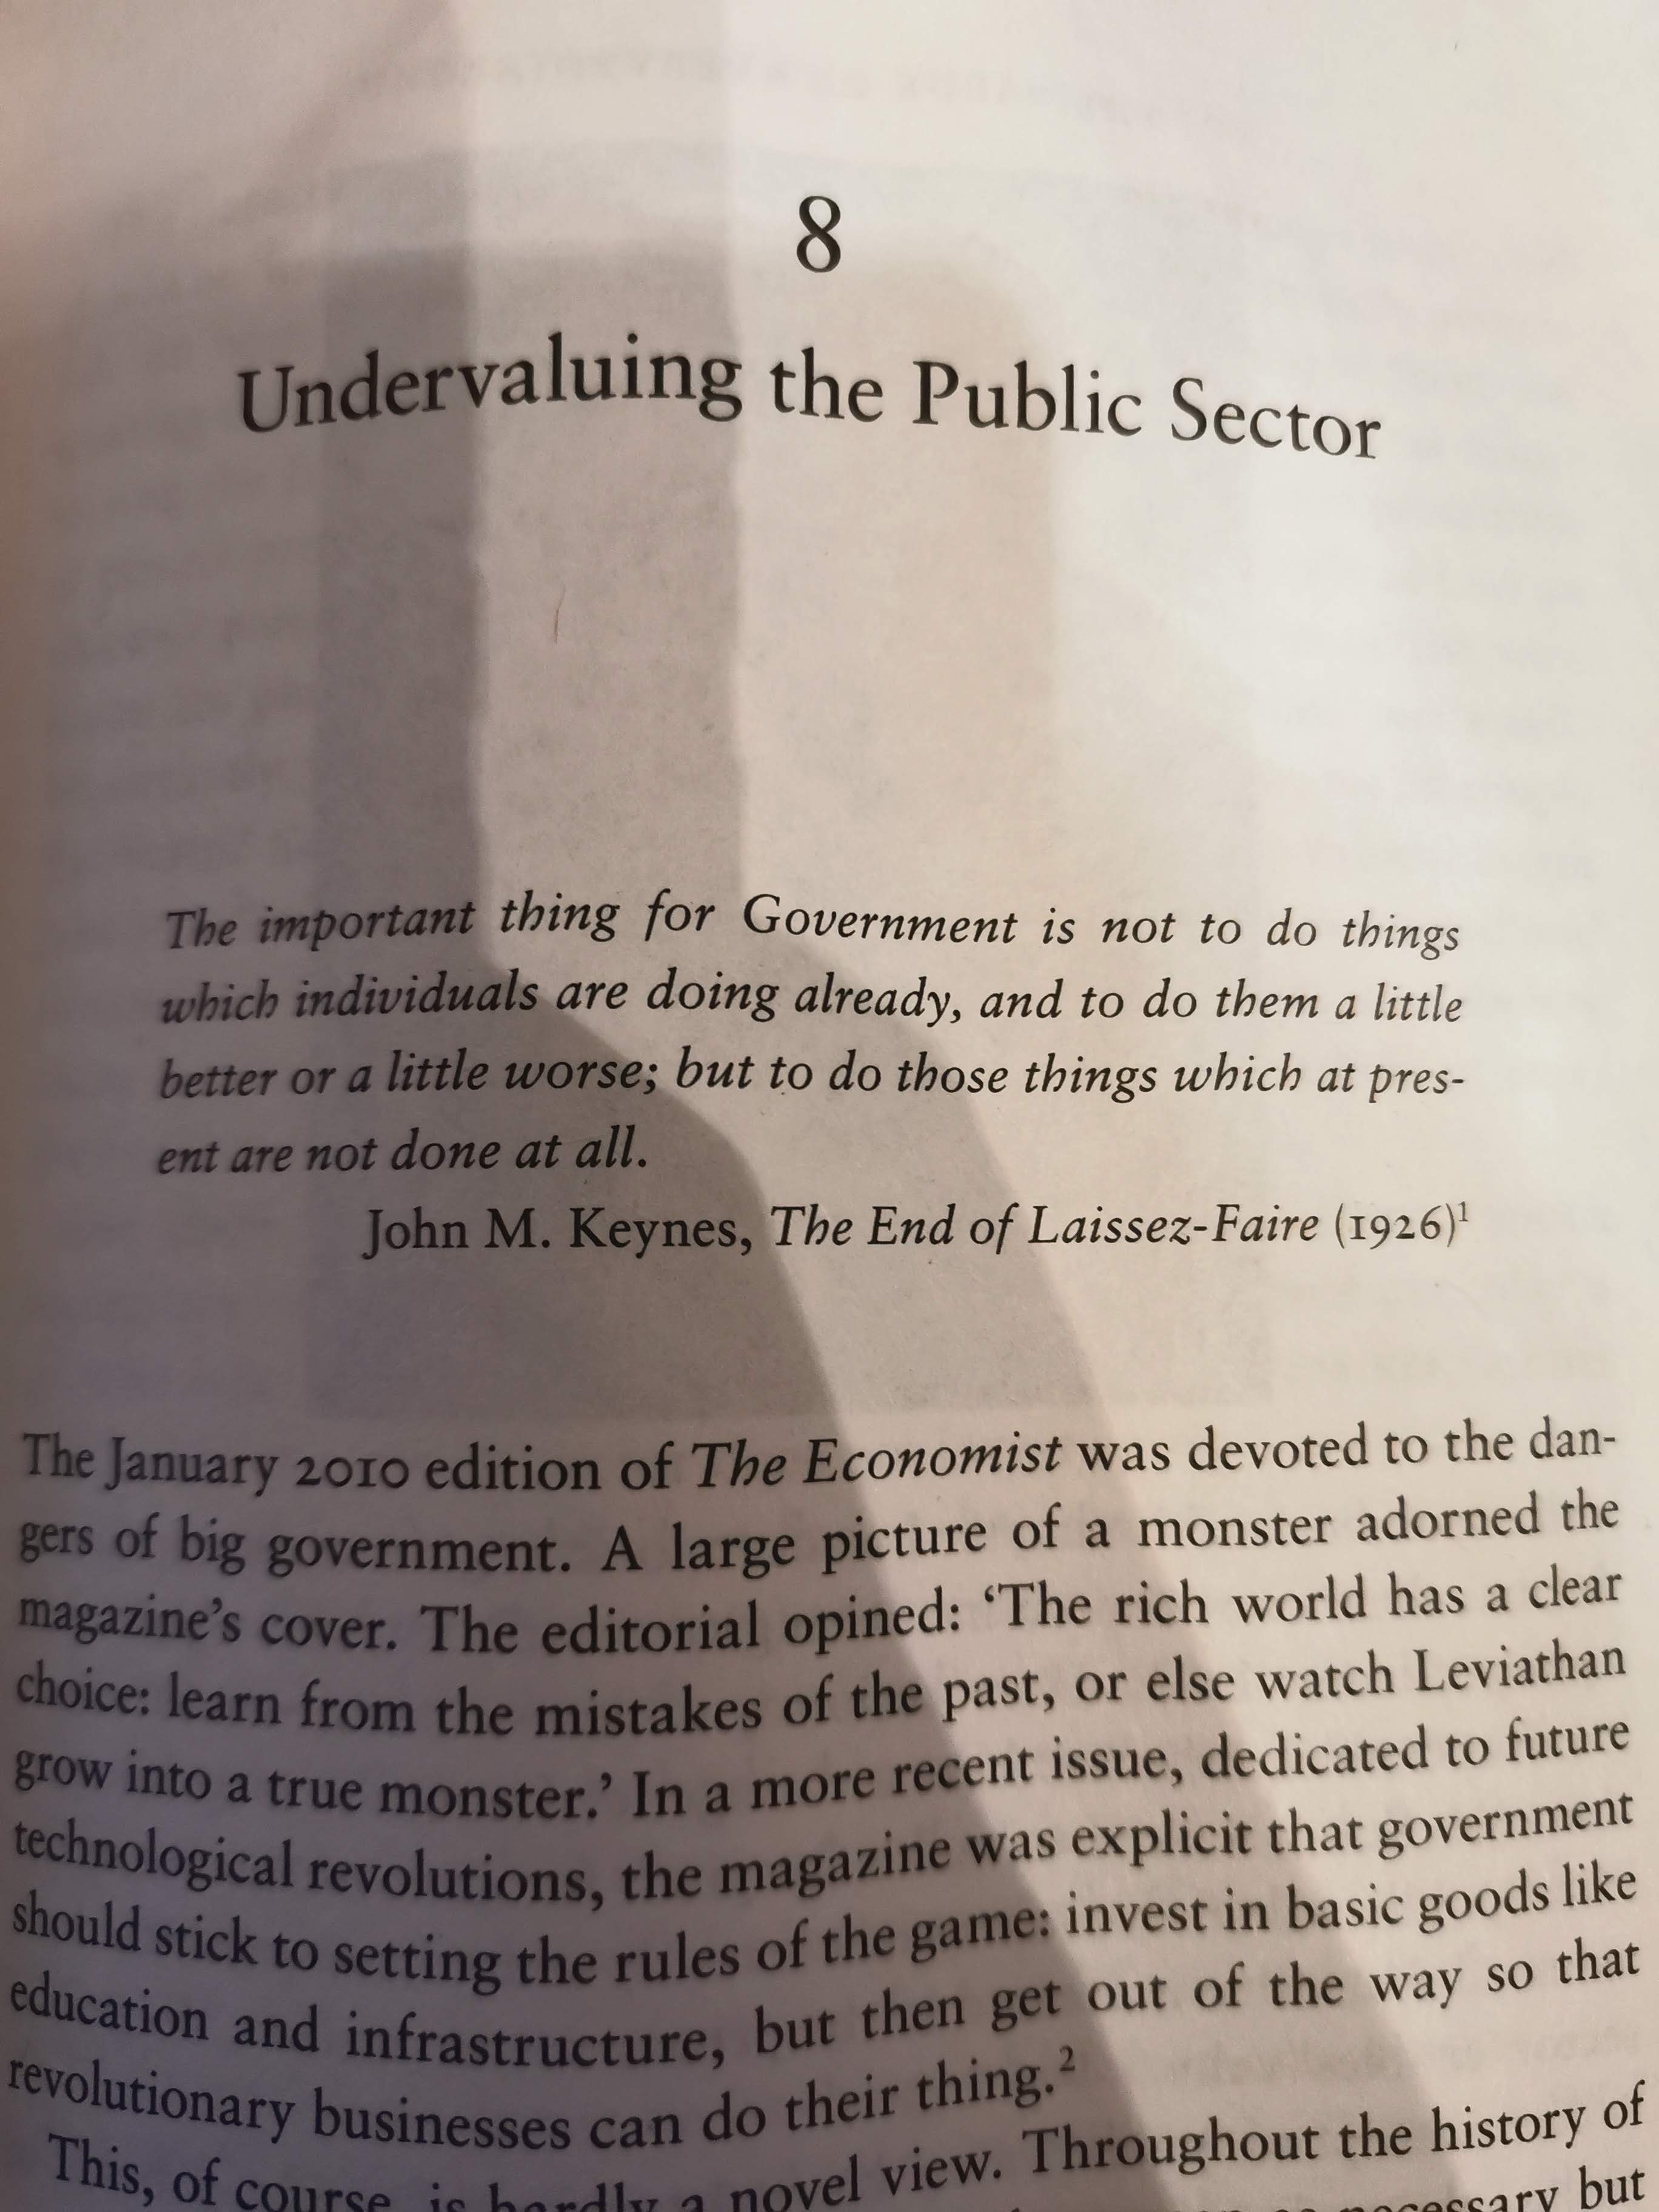 8
Undervaluing the Public Sector
The important thing for Government is not to do things
which individuals are doing already, and to do them a little
better or a little worse; but to do those things which at pres-
ent are not done at all.
John M. Keynes, The End of Laissez-Faire (1926)¹
The January 2010 edition of The Economist was devoted to the dan-
gers of big government. A large picture of a monster adorned the
magazine’s cover. The editorial opined: ‘The rich world has a clear
choice: learn from the mistakes of the past, or else watch Leviathan
grow into a true monster.’ In a more recent issue, dedicated to future
technological revolutions, the magazine was explicit that government
should stick to setting the rules of the game: invest in basic goods like
education and infrastructure, but then get out of the way so that
revolutionary businesses can do their thing.²
This, of course, is hardly a novel view. Throughout the history of
necessary but